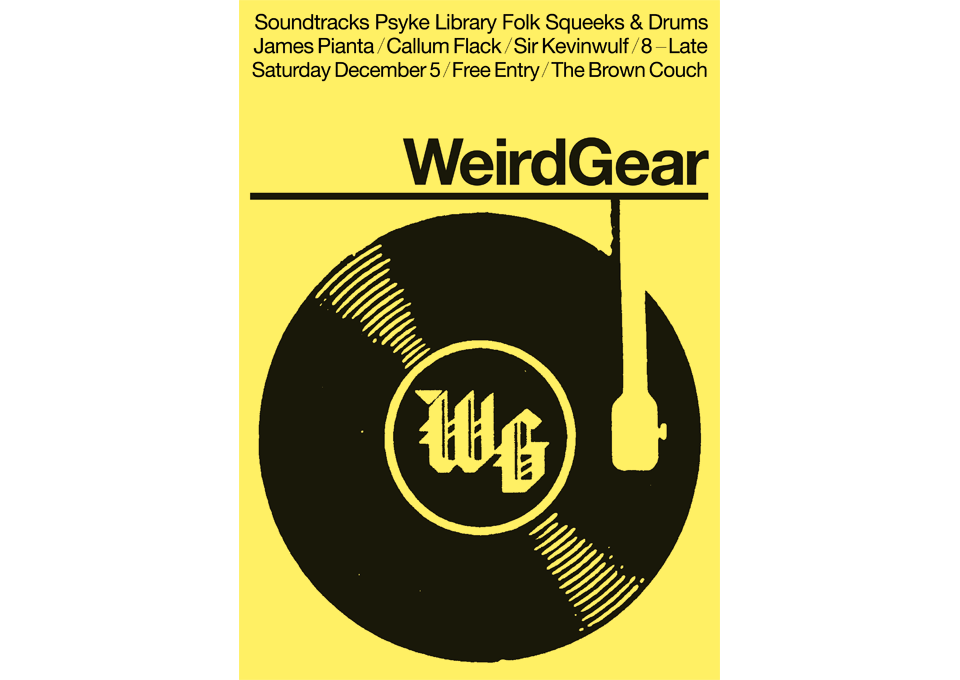 Soundtracks Psyke Library Folk Squeeks & Drums
James Pianta / Callum Flack / Sir Kevinwulf / 8 – Late
Saturday December 5 / Free Entry / The Brown Couch
WeirdGear
WG